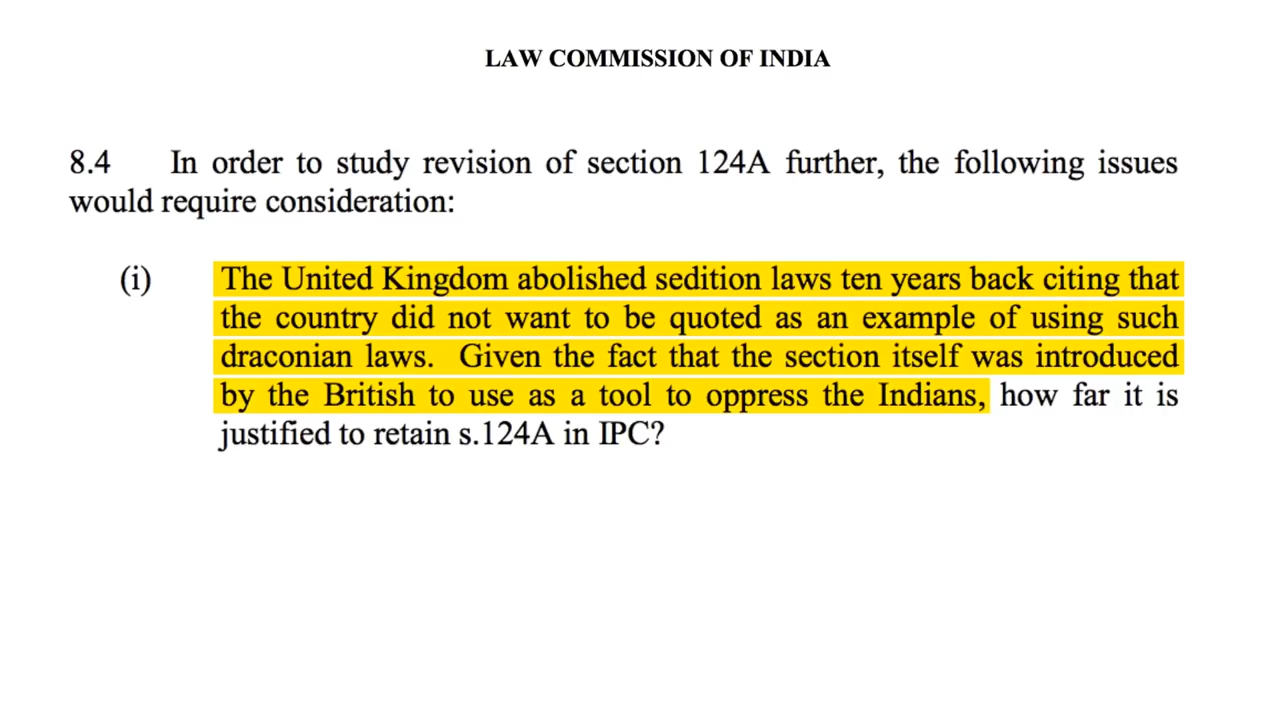 LAW COMMISSION OF INDIA
8.4 In order to study revision of section 124A further, the following issues
would require consideration:
(i) The United Kingdom abolished sedition laws ten years back citing that
the country did not want to be quoted as an example of using such
draconian laws. Given the fact that the section itself was introduced
by the British to use as a tool to oppress the Indians, how far it is
justified to retain s.124A in IPC?